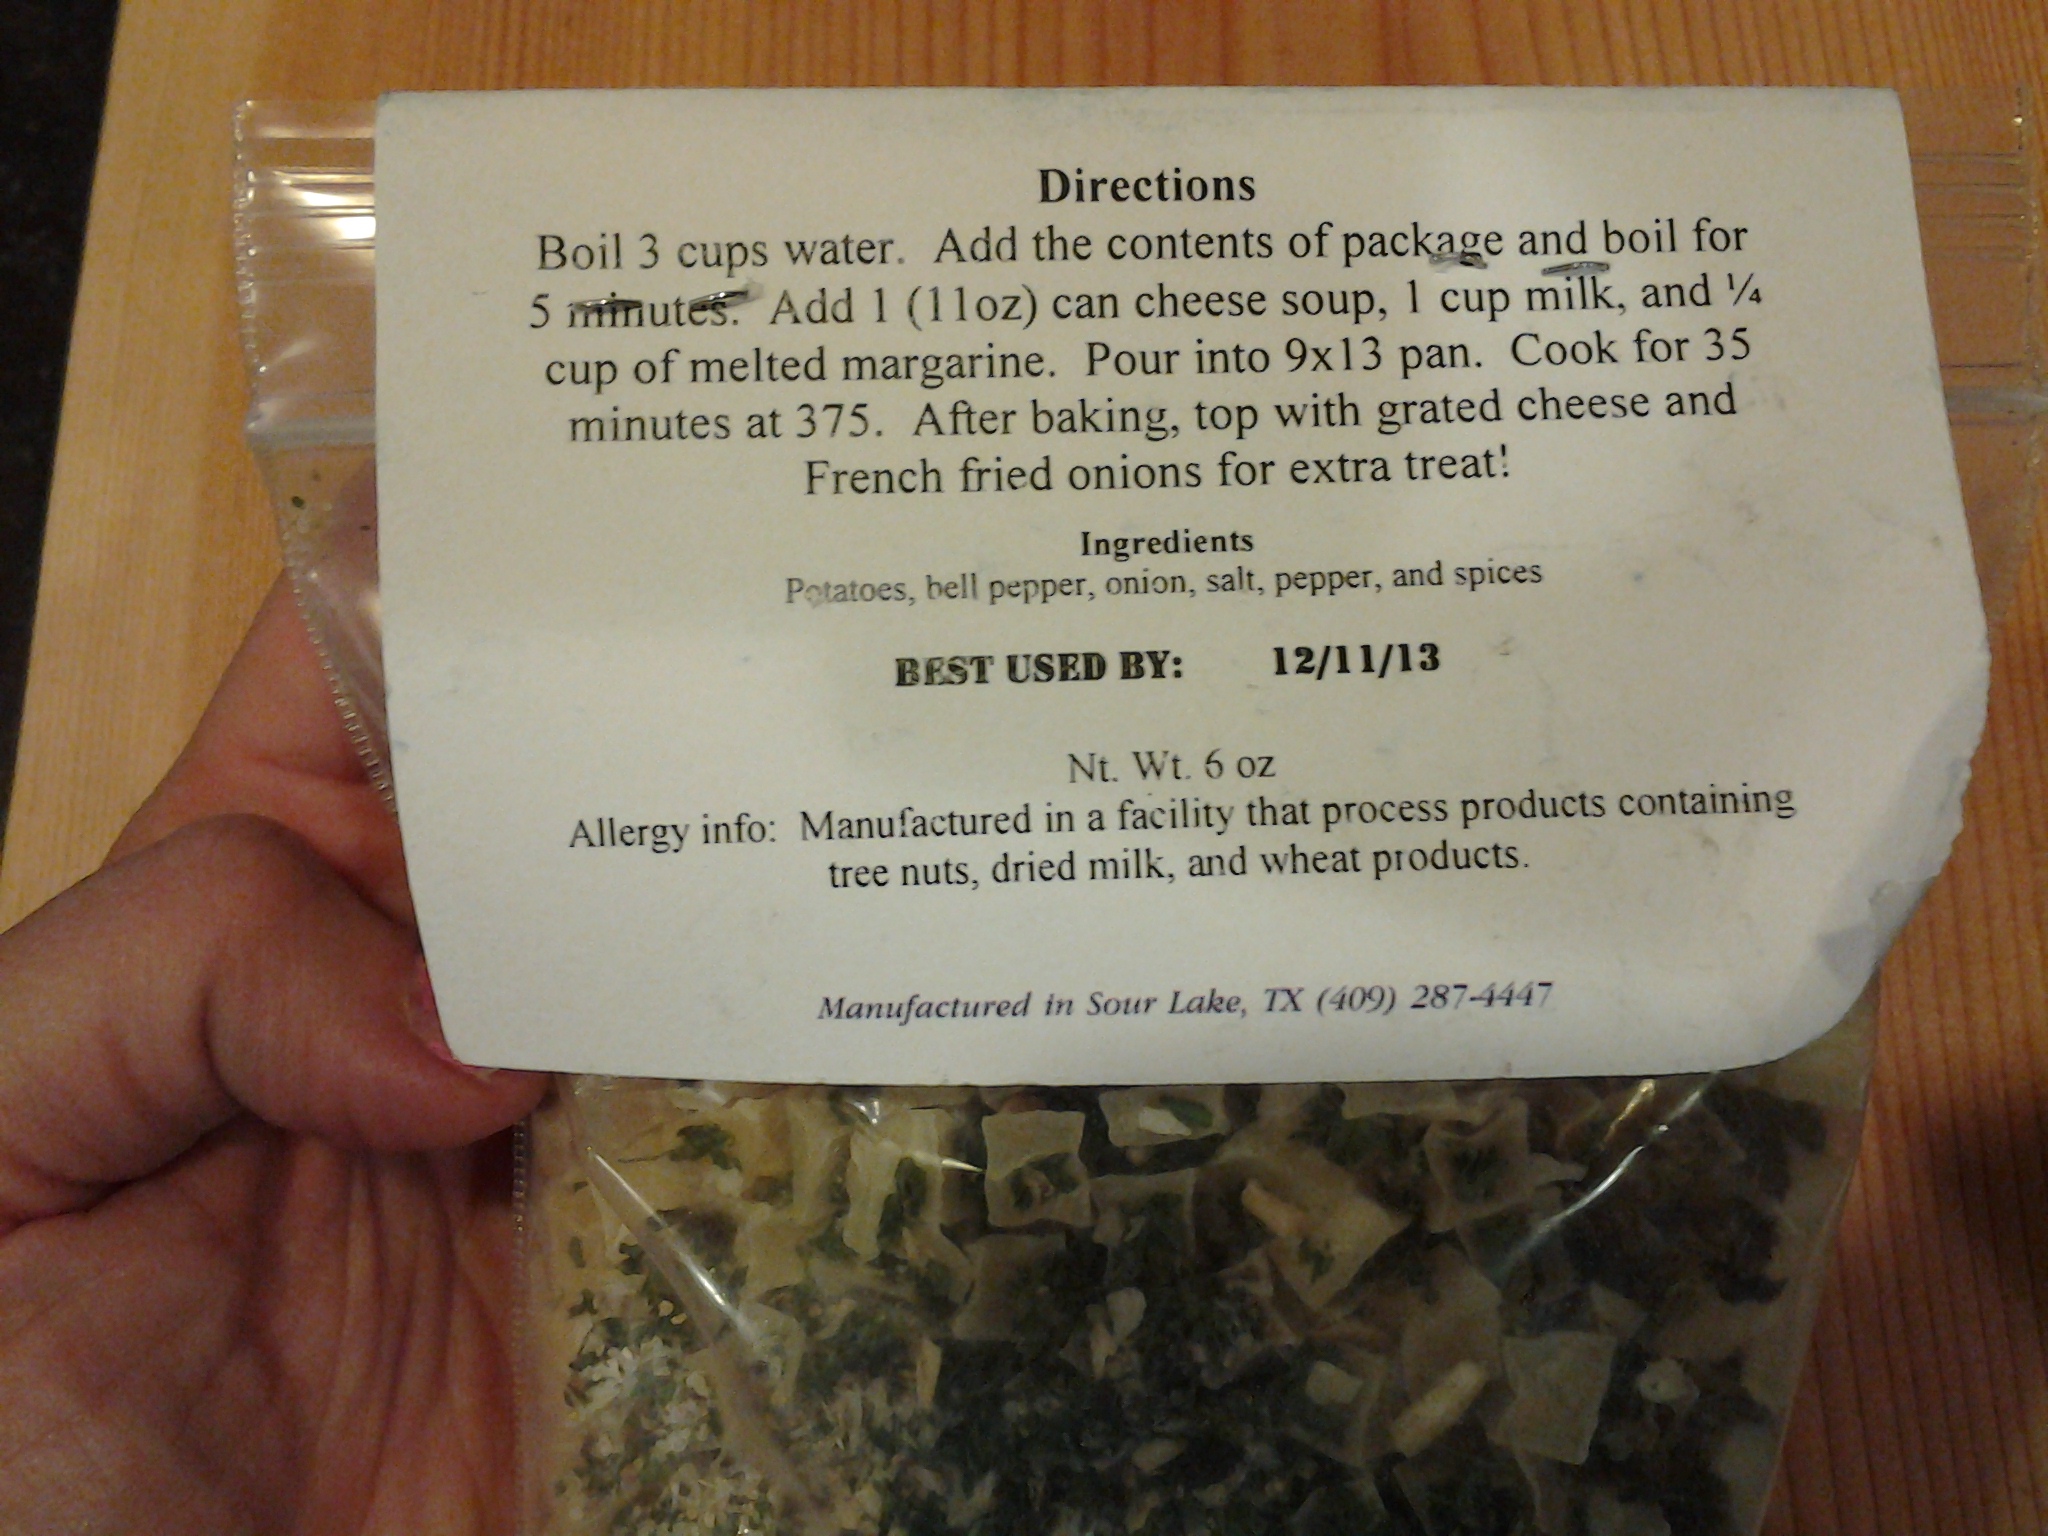 Directions
Boil 3 cups water. Add the contents of package and boil for
5 minutes. Add 1 (11oz) can cheese soup, 1 cup milk, and ¼
cup of melted margarine. Pour into 9x13 pan. Cook for 35
minutes at 375. After baking, top with grated cheese and
French fried onions for extra treat!
Ingredients
Potatoes, bell pepper, onion, salt, pepper, and spices
BEST USED BY: 12/11/13
Nt. Wt. 6 oz
Allergy info: Manufactured in a facility that process products containing
tree nuts, dried milk, and wheat products.
Manufactured in Sour Lake, TX (409) 287-4447